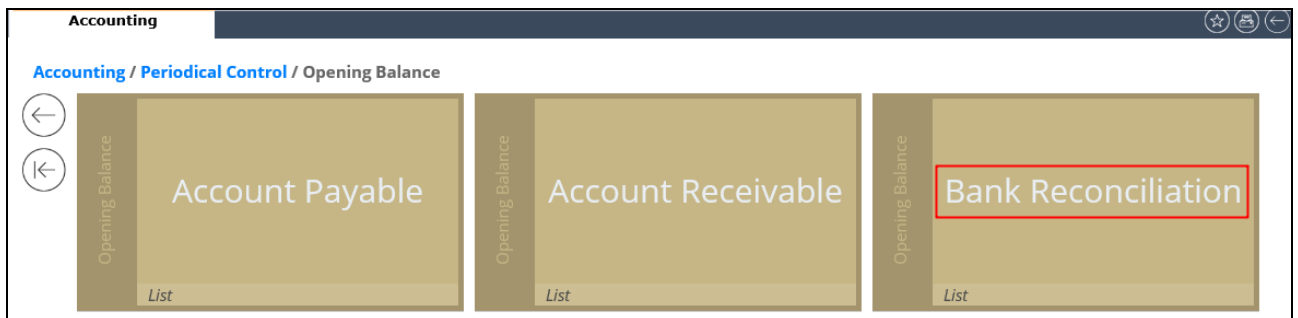 Accounting
Accounting / Periodical Control / Opening Balance
Opening Balance
Account Payable
List
Opening Balance
Account Receivable
List
Opening Balance
Bank Reconciliation
List